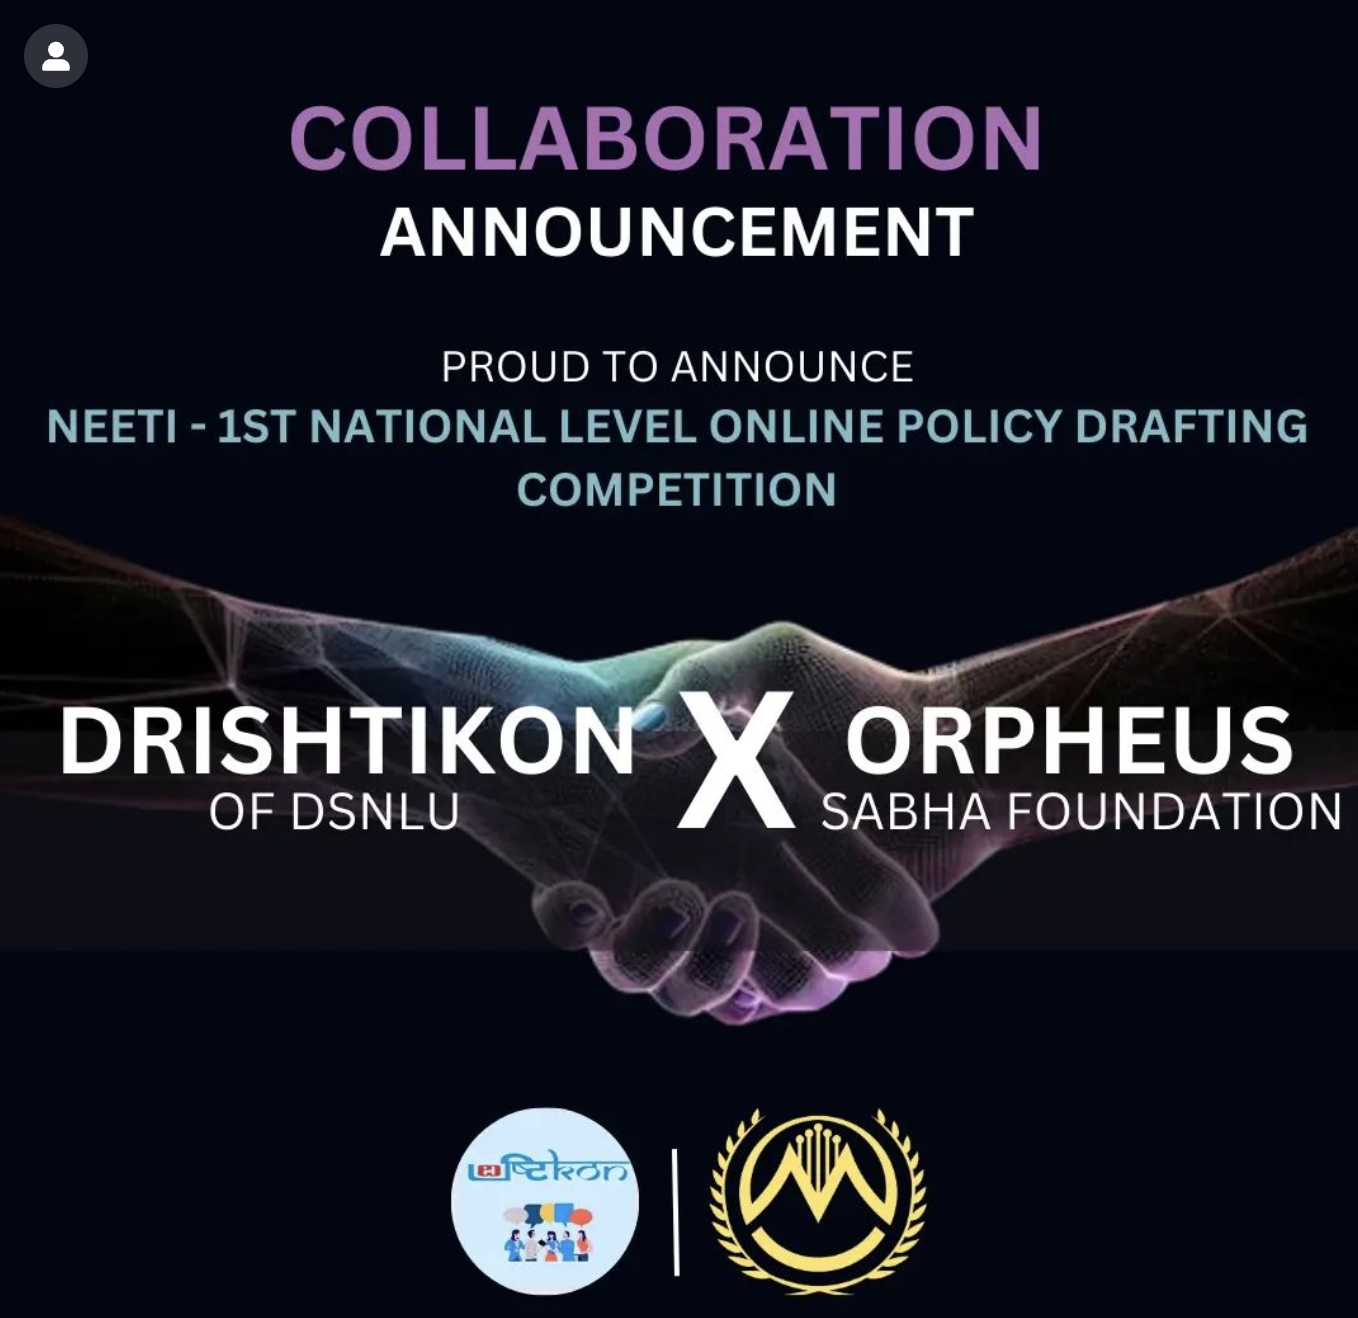 COLLABORATION
ANNOUNCEMENT
PROUD TO ANNOUNCE
NEETI - 1ST NATIONAL LEVEL ONLINE POLICY DRAFTING
COMPETITION
DRISHTIKON X ORPHEUS
OF DSNLU SABHA FOUNDATION